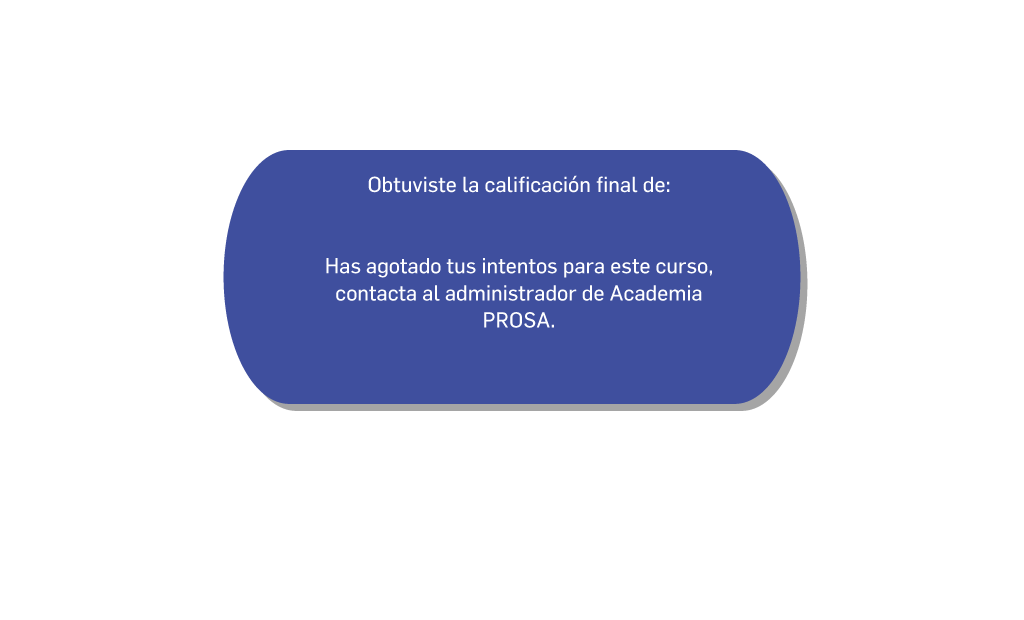 Obtuviste la calificación final de:
Has agotado tus intentos para este curso,
contacta al administrador de Academia
PROSA.